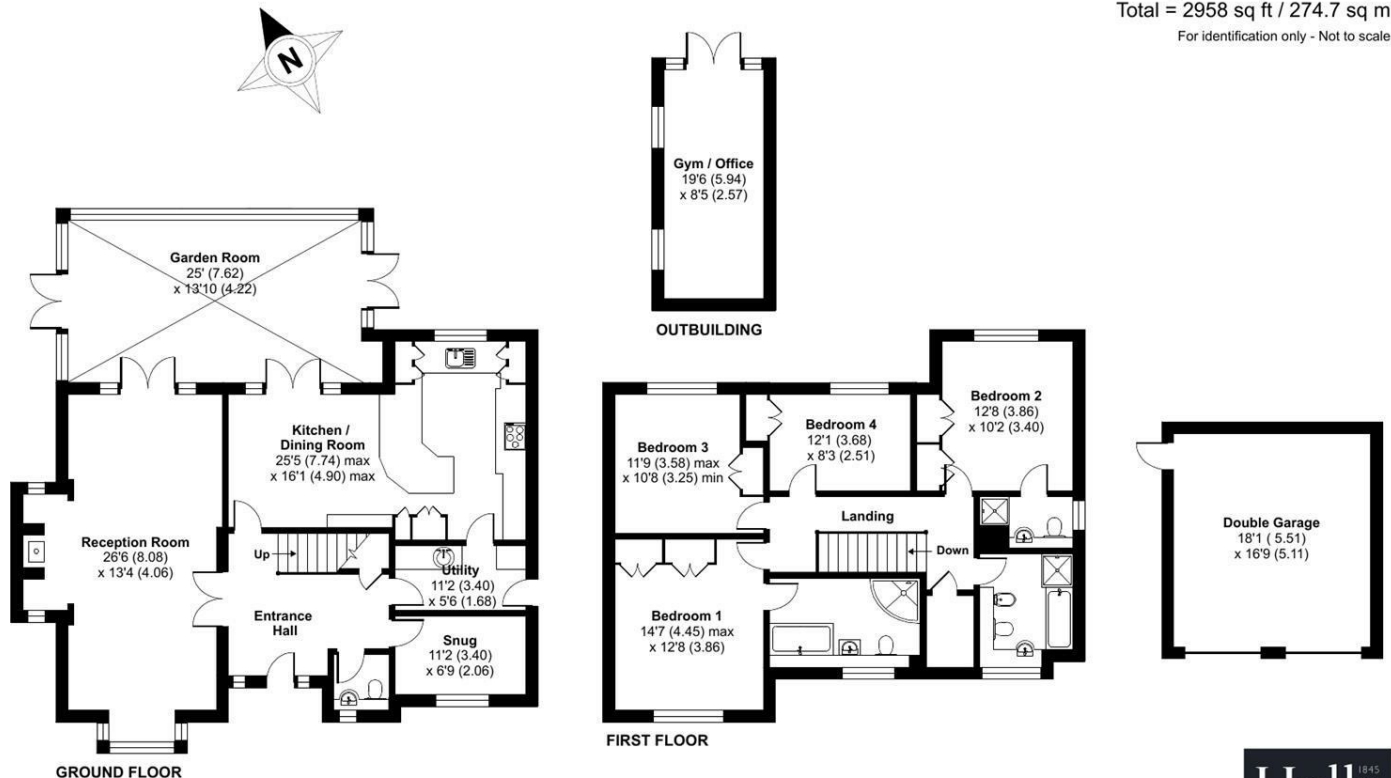 Total = 2958 sq ft / 274.7 sq m
For identification only - Not to scale
N
Gym / Office
19'6 (5.94)
x 8'5 (2.57)
OUTBUILDING
Garden Room
25' (7.62)
x 13'10 (4.22)
Kitchen /
Dining Room
25'5 (7.74) max
x 16'1 (4.90) max
Reception Room
26'6 (8.08)
x 13'4 (4.06)
Up
Utility
11'2 (3.40)
x 5'6 (1.68)
Entrance
Hall
Snug
11'2 (3.40)
x 6'9 (2.06)
GROUND FLOOR
Bedroom 2
12'8 (3.86)
x 10'2 (3.40)
Bedroom 4
12'1 (3.68)
x 8'3 (2.51)
Bedroom 3
11'9 (3.58) max
x 10'8 (3.25) min
Landing
Down
Bedroom 1
14'7 (4.45) max
x 12'8 (3.86)
FIRST FLOOR
Double Garage
18'1 ( 5.51)
x 16'9 (5.11)
1845